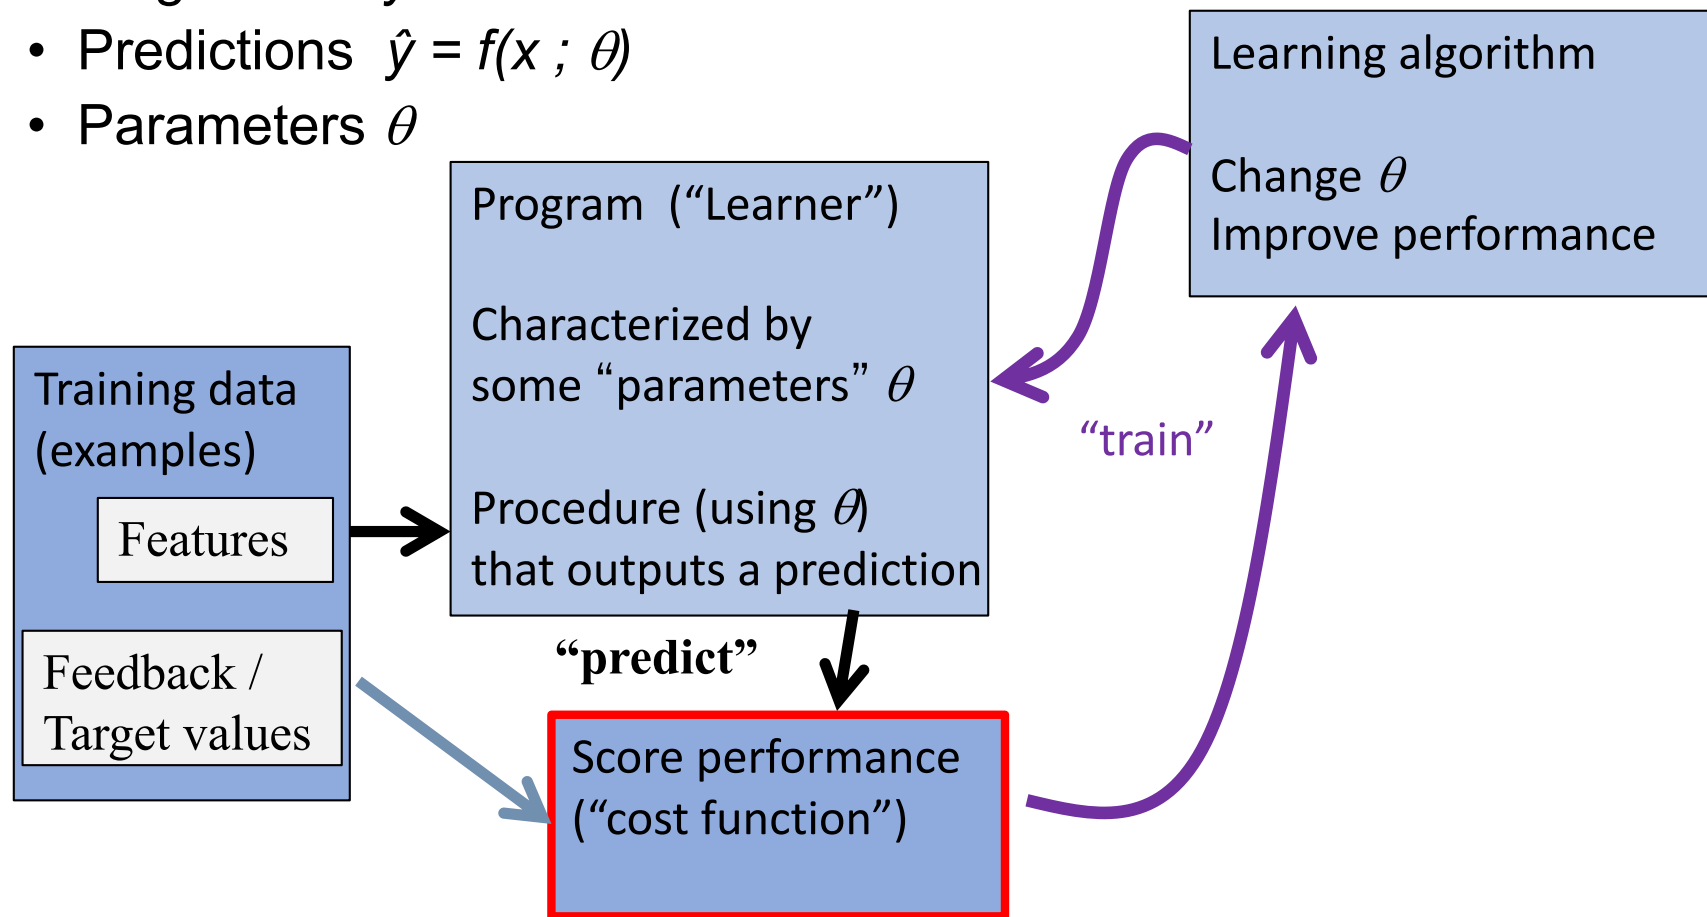 • Predictions ŷ = f(x ; θ)
• Parameters θ
Learning algorithm
Change θ
Improve performance
Program (“Learner”)
Characterized by
some “parameters” θ
Procedure (using θ)
that outputs a prediction
Training data
(examples)
Features
Feedback /
Target values
“train”
“predict”
Score performance
(“cost function”)